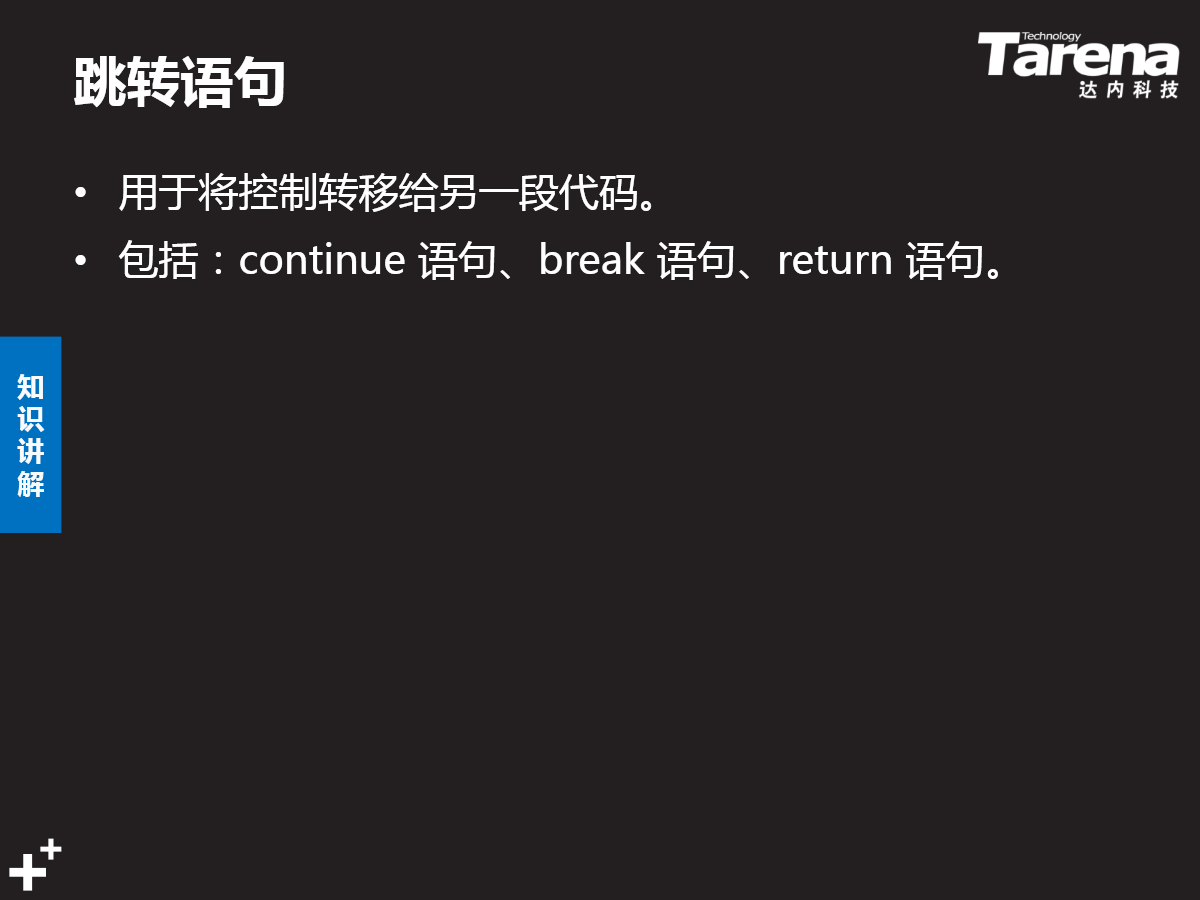 跳转语句
Technology
Tarena
达内科技
• 用于将控制转移给另一段代码。
• 包括：continue 语句、break 语句、return 语句。
知
识
讲
解